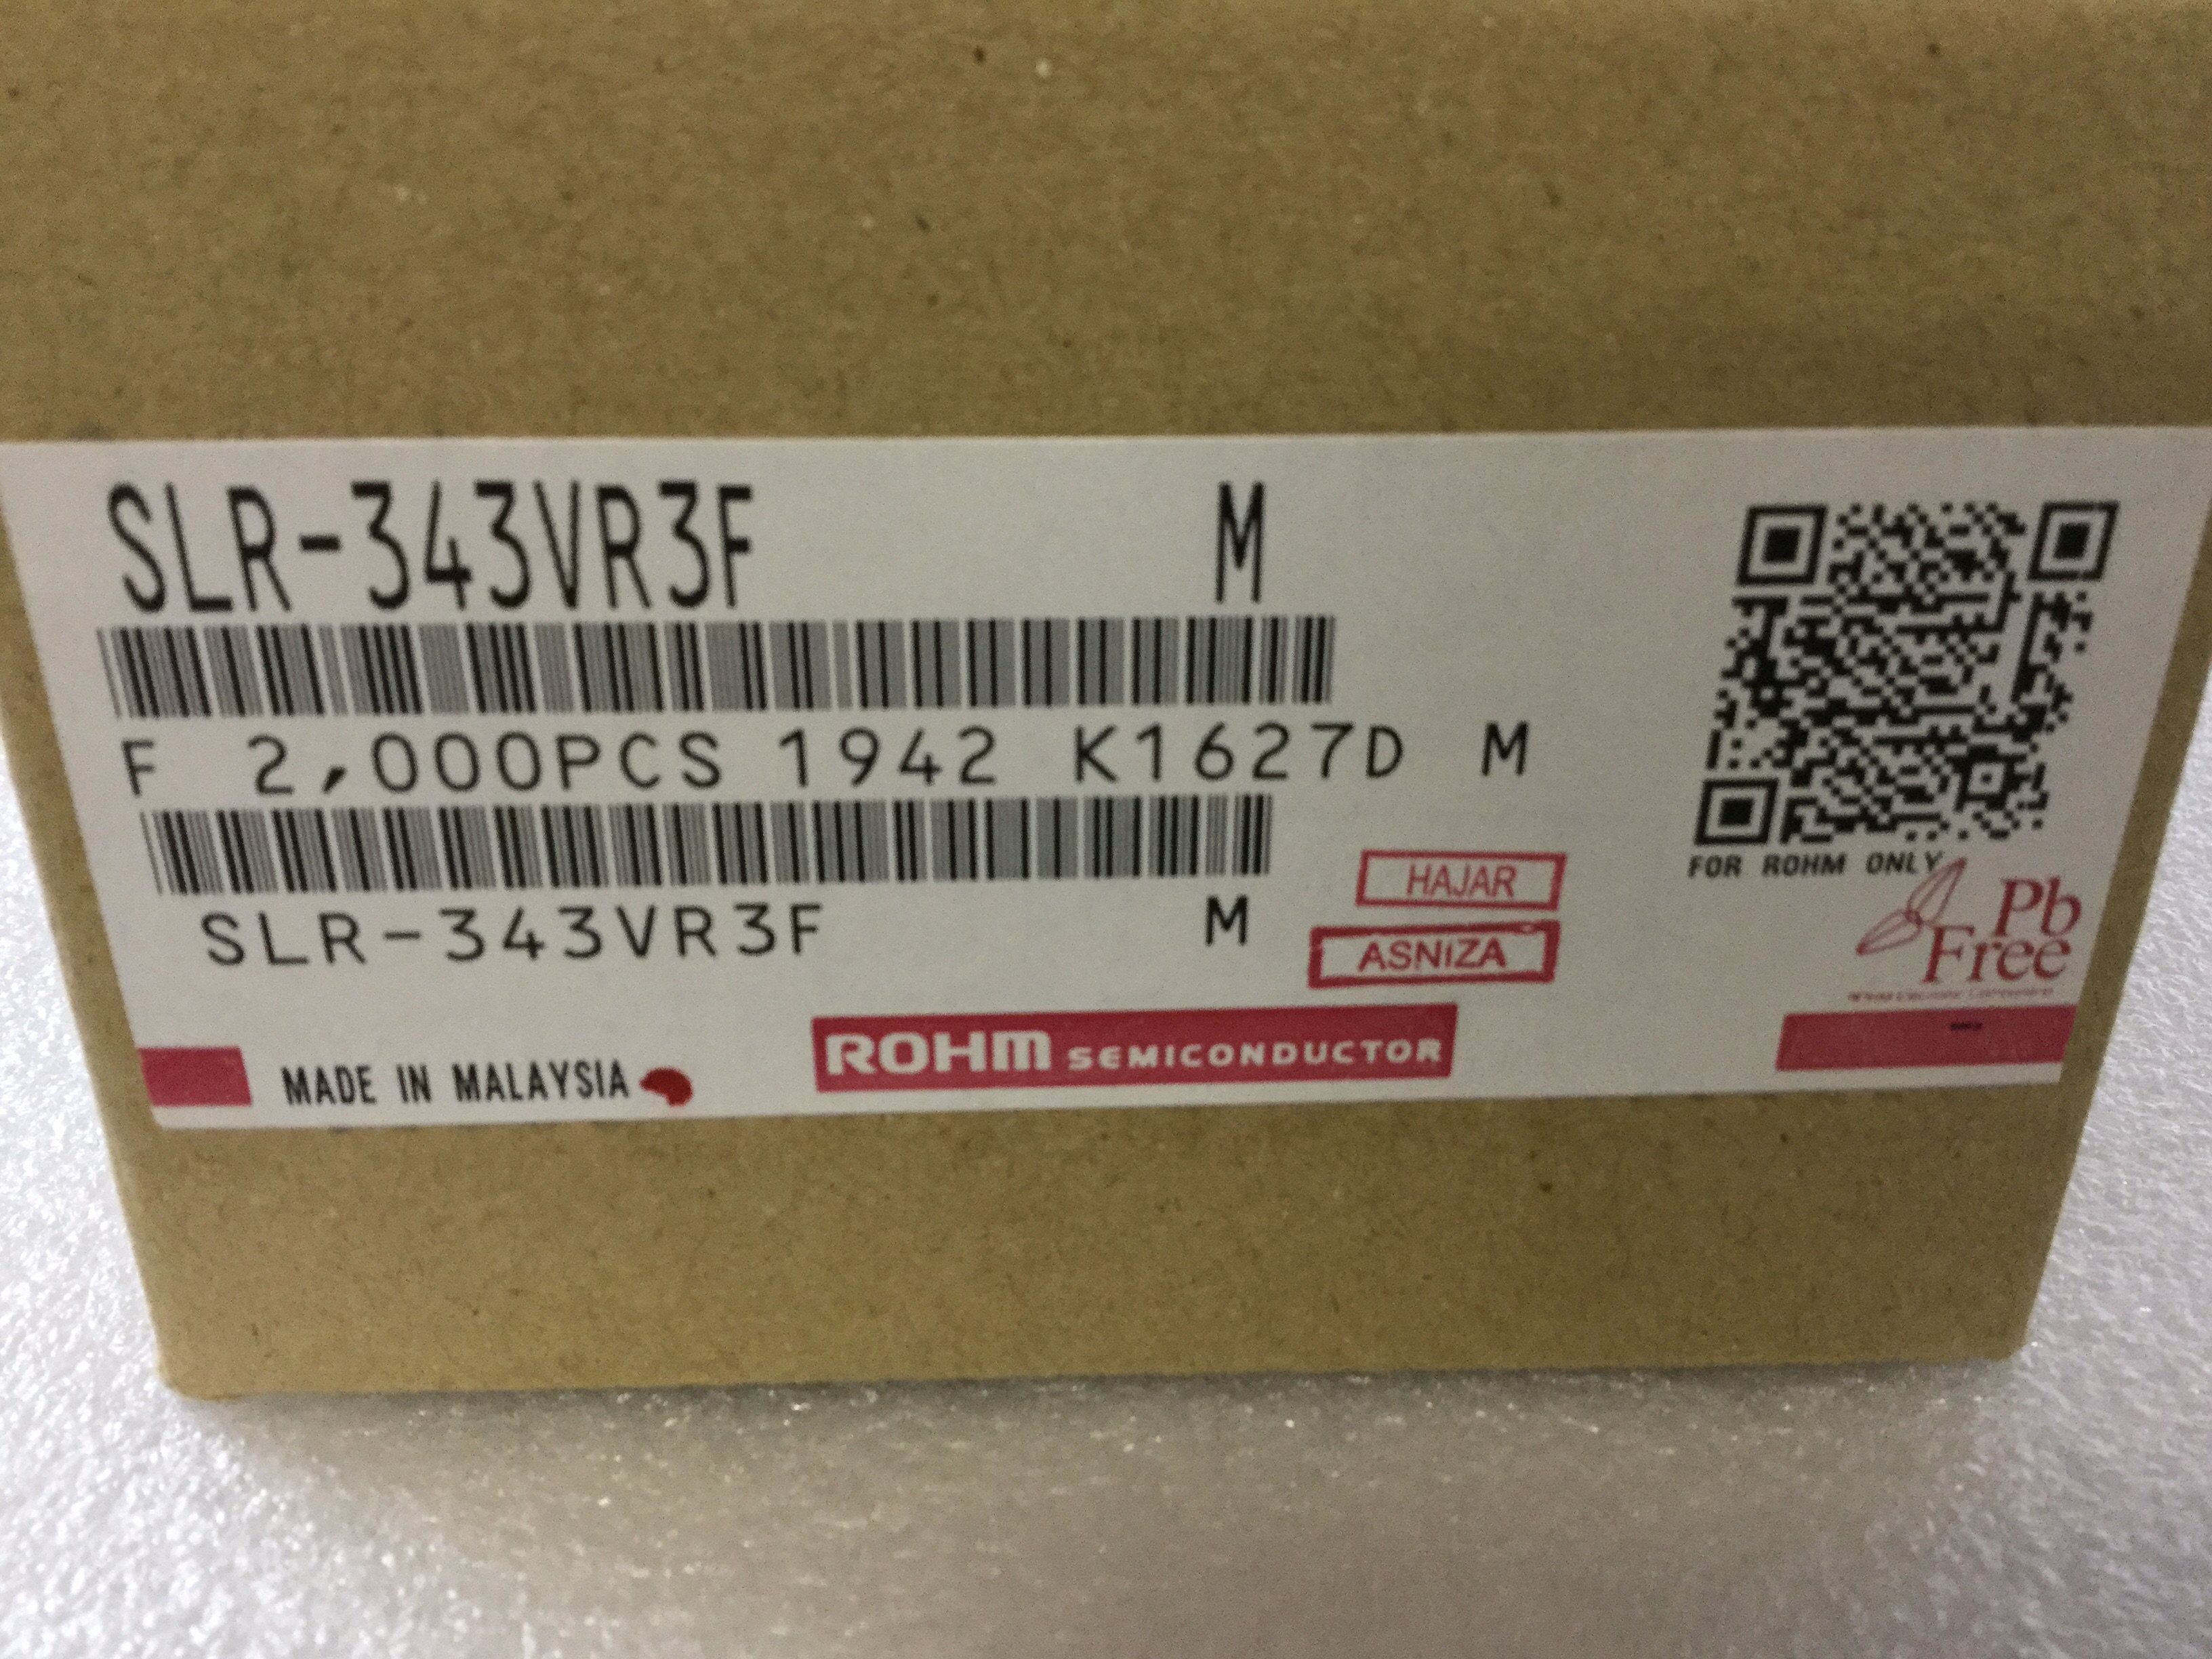 SLR-343VR3F M
F 2,000PCS 1942 K1627D M
SLR-343VR3F M
HAJAR
ASNIZA
FOR ROHM ONLY
Pb
Free
MADE IN MALAYSIA
ROHM SEMICONDUCTOR